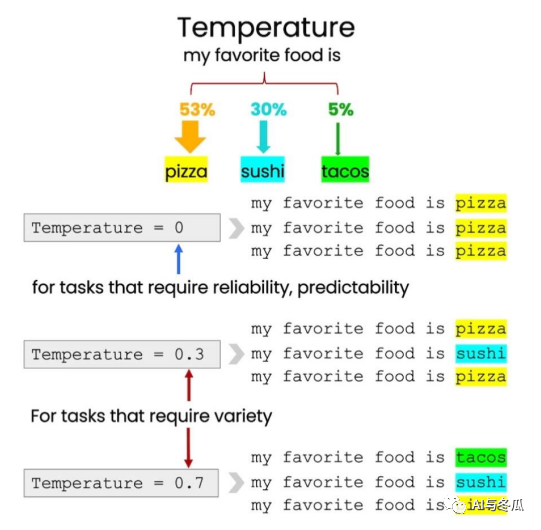 Temperature
my favorite food is
53% 30% 5%
pizza sushi tacos
my favorite food is pizza
Temperature = 0 my favorite food is pizza
my favorite food is pizza
for tasks that require reliability, predictability
my favorite food is pizza
Temperature = 0.3 my favorite food is sushi
my favorite food is pizza
For tasks that require variety
my favorite food is tacos
Temperature = 0.7 my favorite food is sushi
my favorite food is
AI与冬瓜